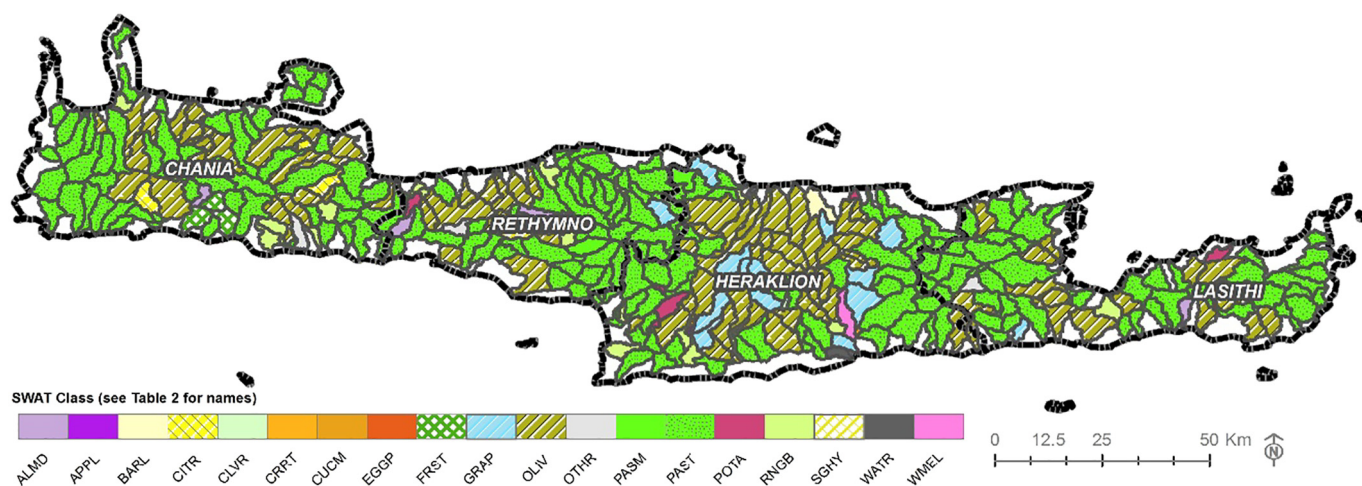 CHANIA
RETHYMNO
HERAKLION
LASITHI
SWAT Class (see Table 2 for names)
ALMD
APPL
BARL
CITR
CLVR
CRRT
CUCM
EGGP
FRST
GRAP
OLIV
OTHR
PASM
PAST
POTA
RNGB
SGHY
WATR
WMEL
0 12.5 25 50 Km
N